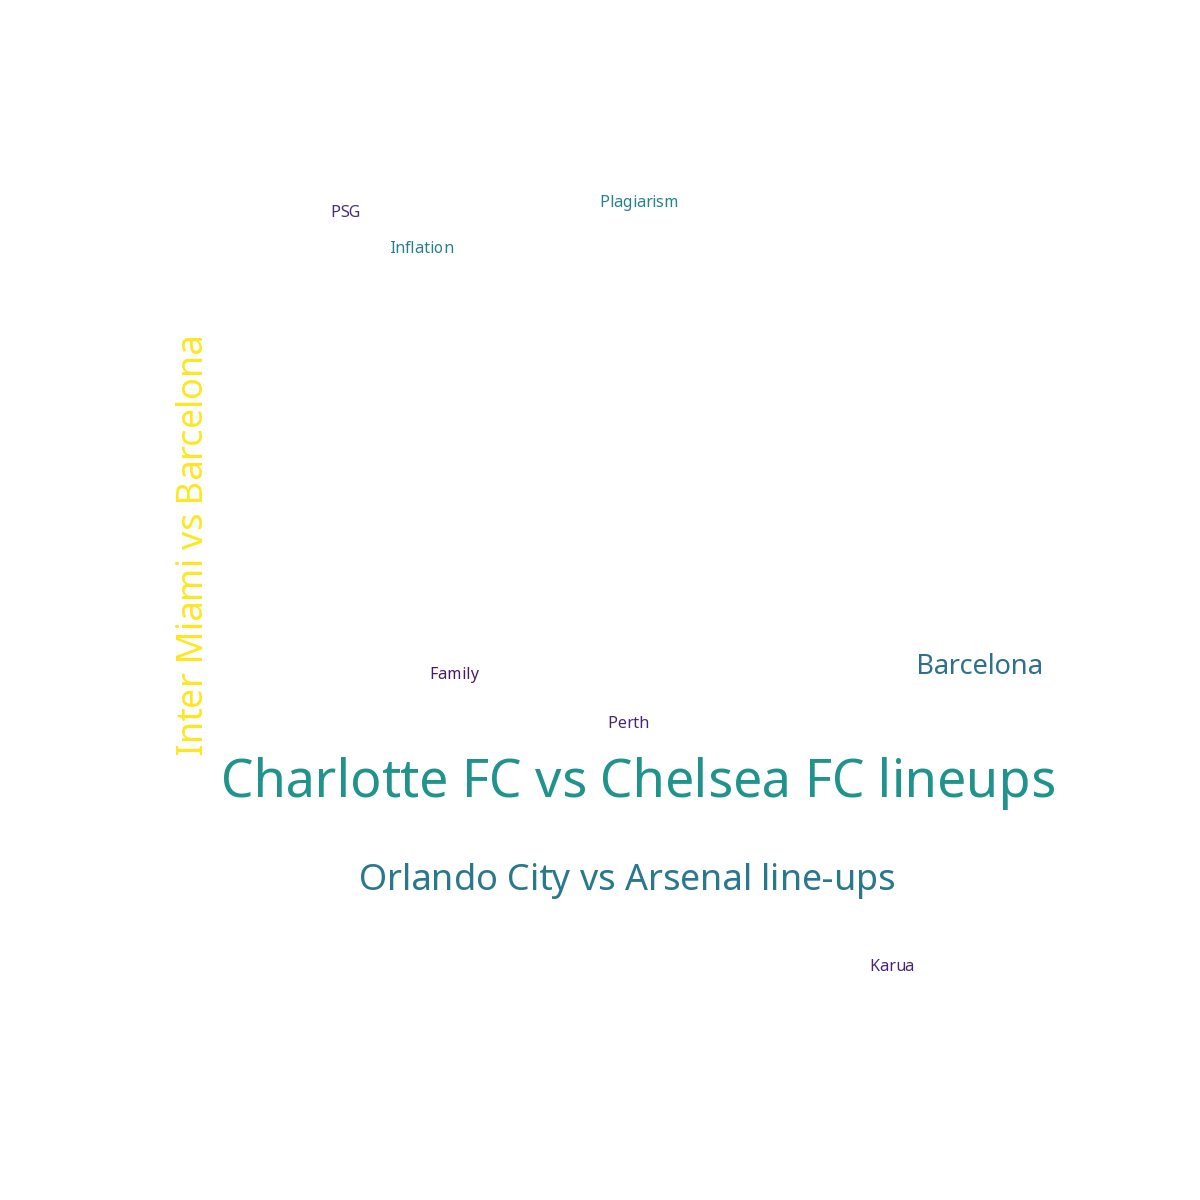 Plagiarism
PSG
Inflation
Inter Miami vs Barcelona
Barcelona
Family
Perth
Charlotte FC vs Chelsea FC lineups
Orlando City vs Arsenal line-ups
Karua